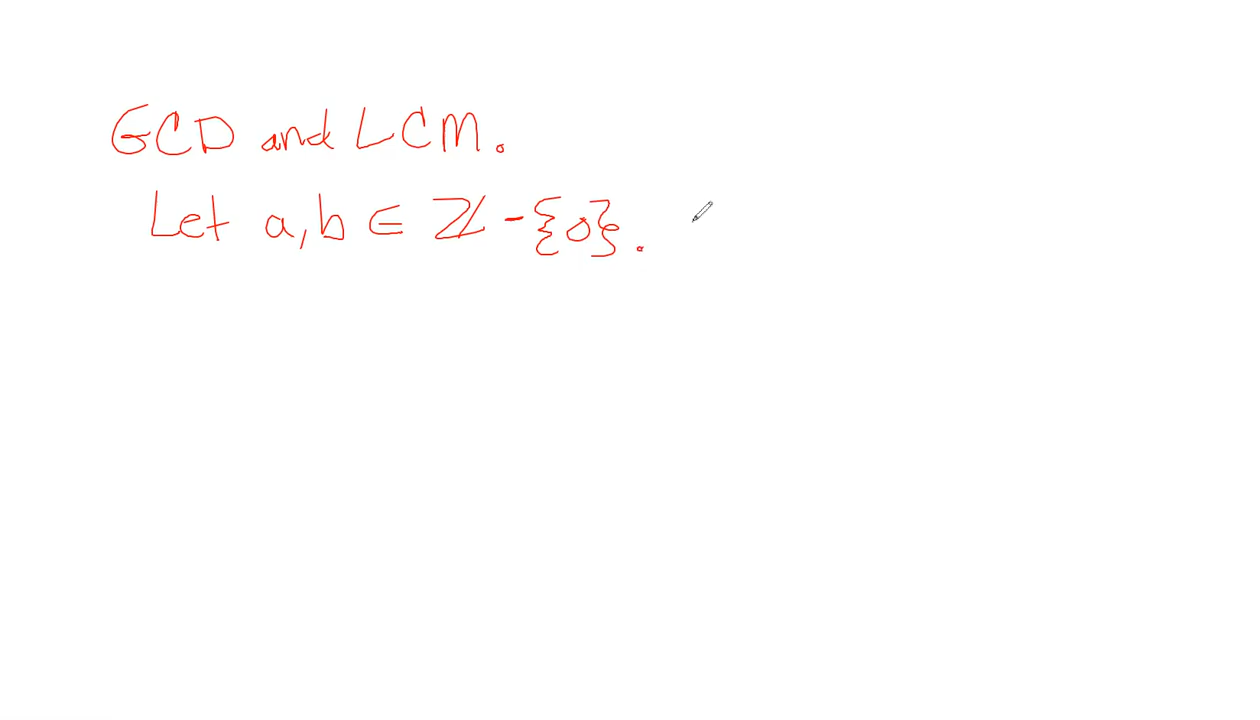 GCD and LCM.
Let a, b ∈ ℤ - {0}.